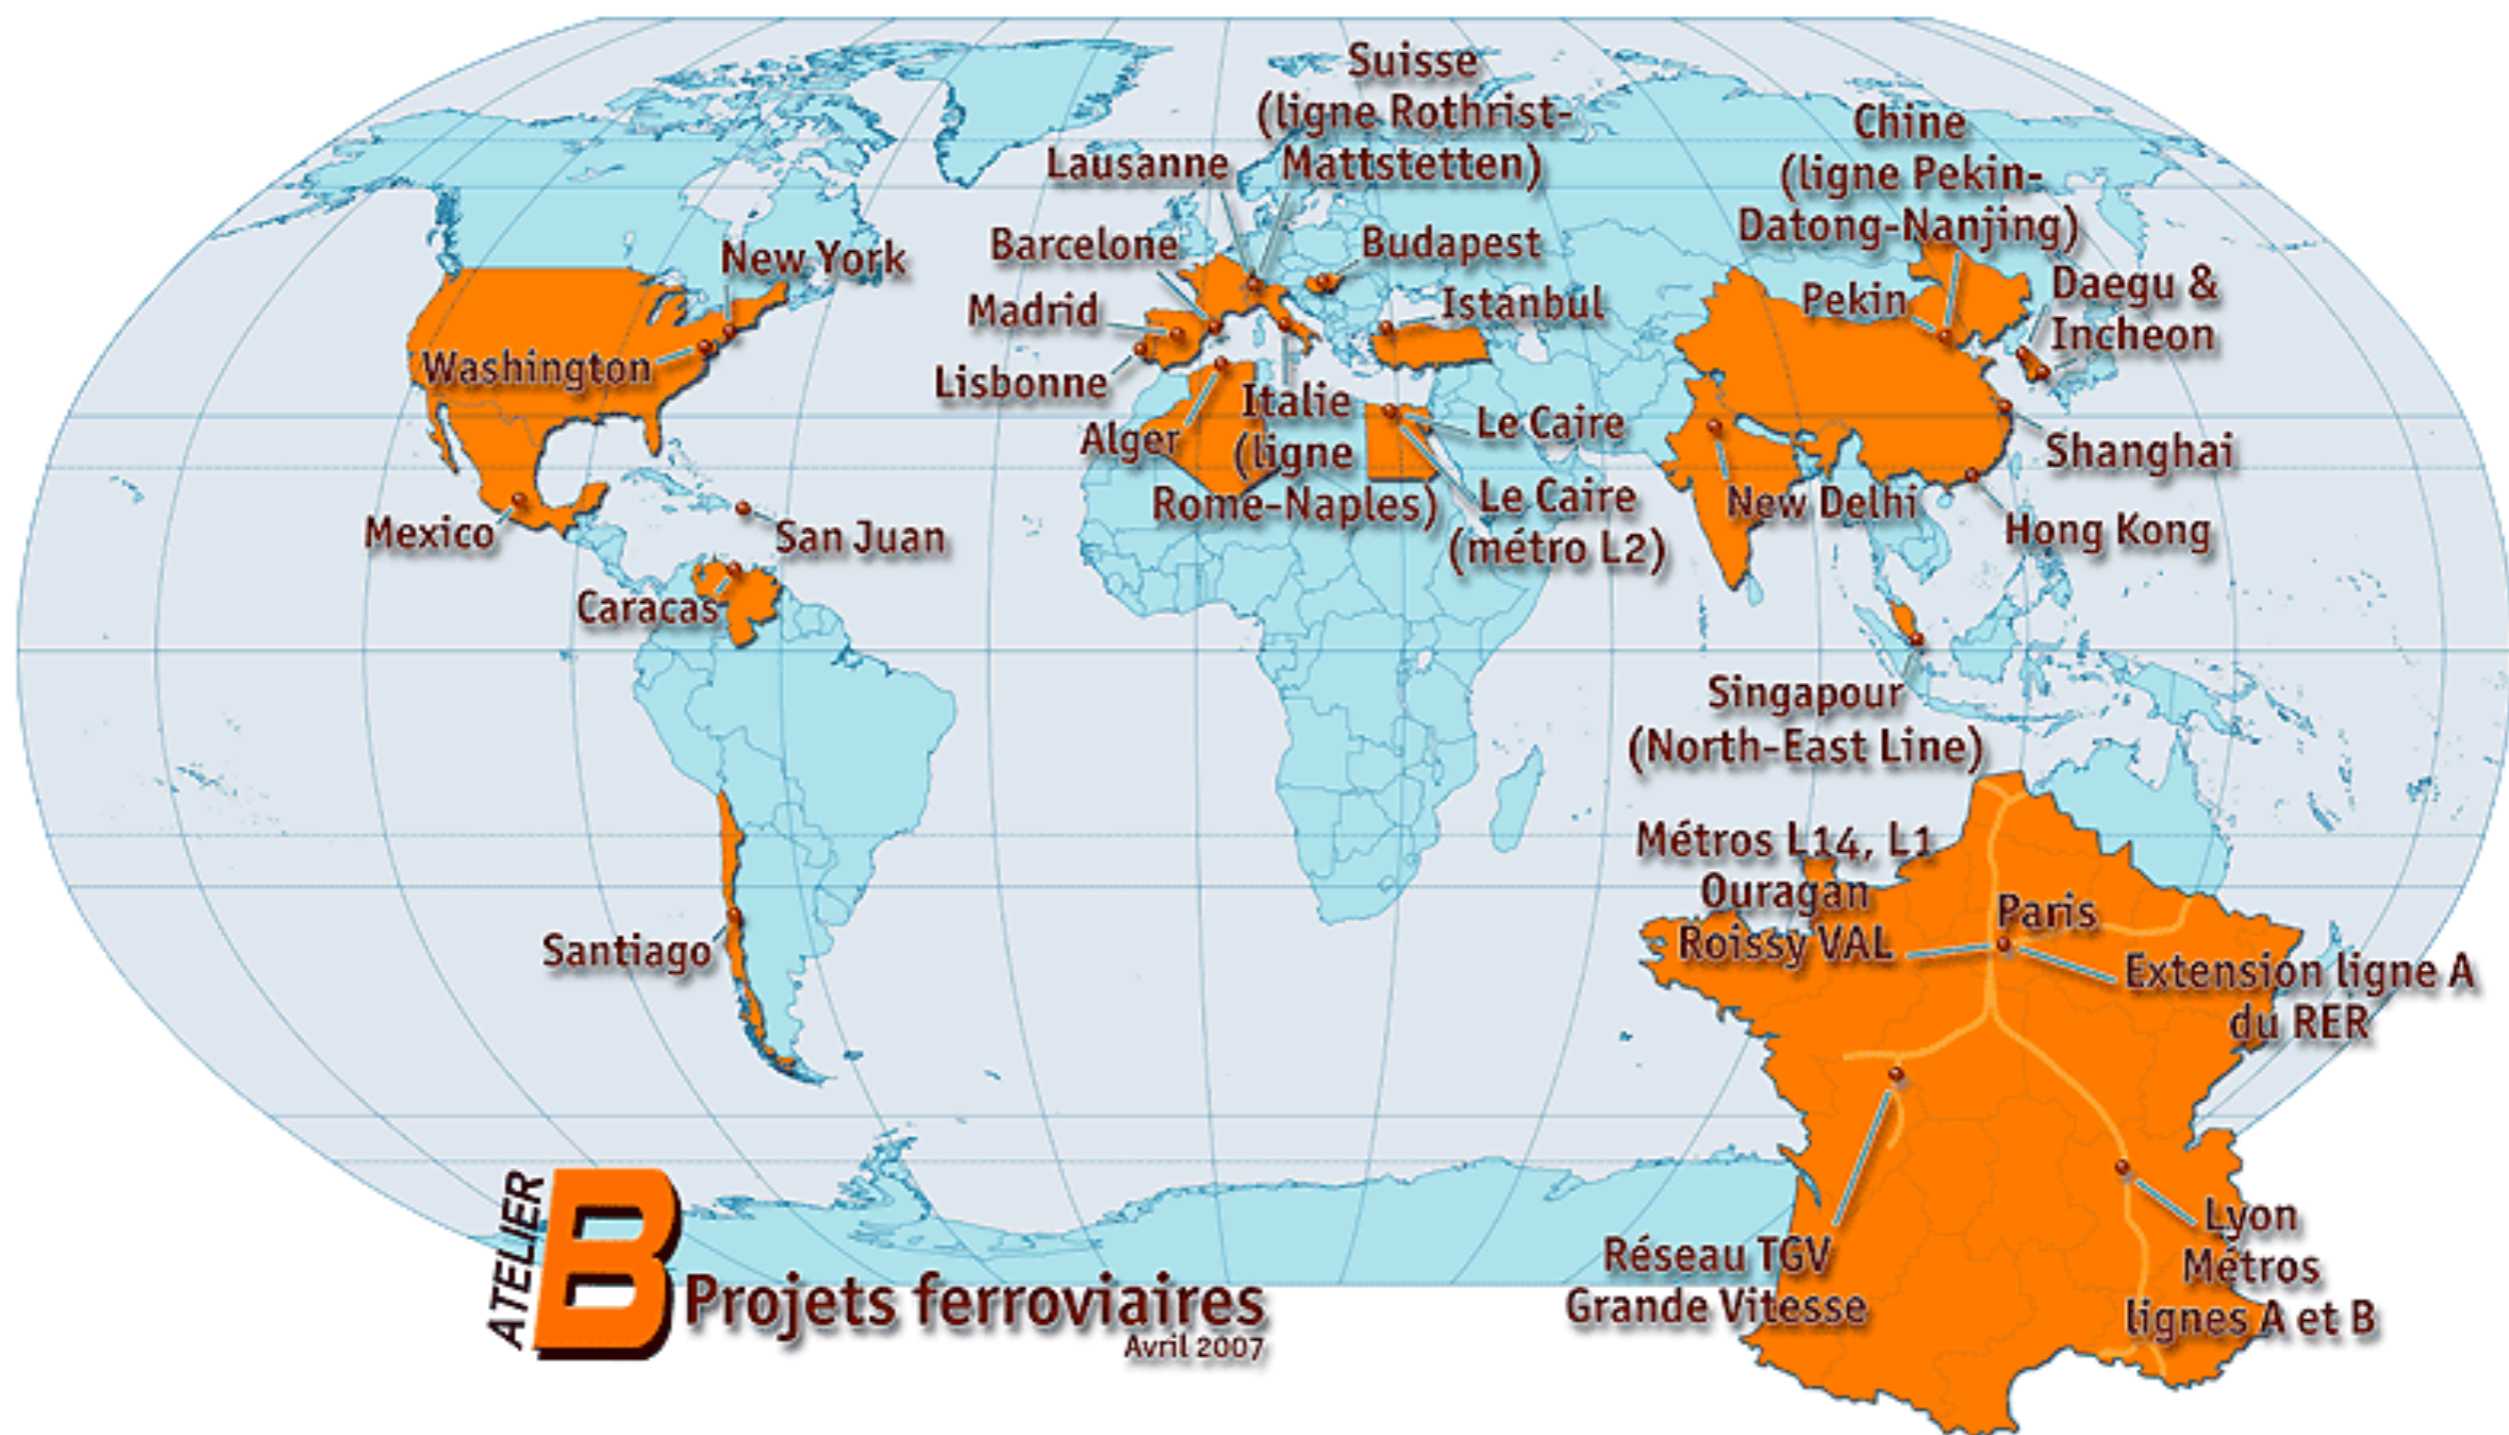 Suisse
(ligne Rothrist-
Mattstetten)
Lausanne
Chine
(ligne Pekin-
Datong-Nanjing)
New York
Barcelone
Budapest
Daegu &
Incheon
Madrid
Istanbul
Pekin
Washington
Lisbonne
Italie
(ligne
Rome-Naples)
Alger
Le Caire
Le Caire
(métro L2)
Shanghai
New Delhi
Hong Kong
Mexico
San Juan
Caracas
Singapour
(North-East Line)
Métros L14, L1
Ouragan
Roissy VAL
Paris
Extension ligne A
du RER
Santiago
Lyon
Métros
lignes A et B
Réseau TGV
Grande Vitesse
ATELIER
B
Projets ferroviaires
Avril 2007